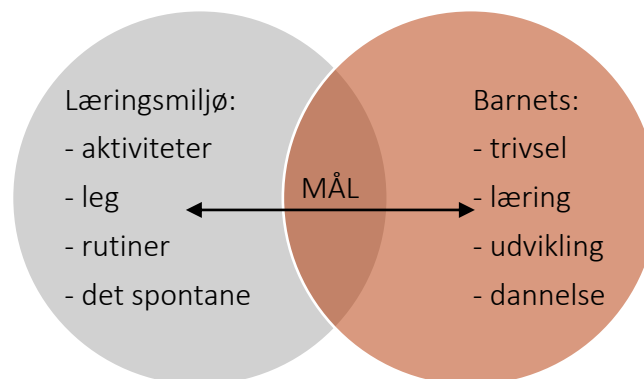 Læringsmiljø:
- aktiviteter
- leg
- rutiner
- det spontane
MÅL
Barnets:
- trivsel
- læring
- udvikling
- dannelse